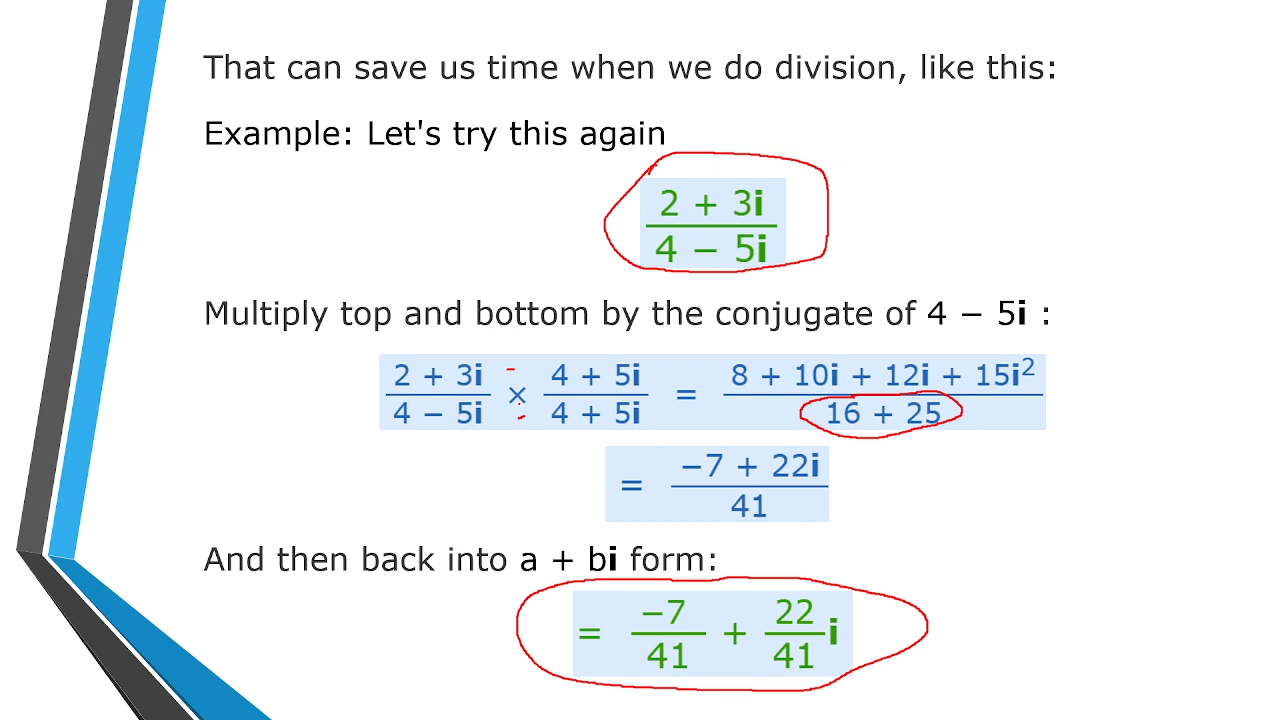 That can save us time when we do division, like this:
Example: Let's try this again
2 + 3i
4 − 5i
Multiply top and bottom by the conjugate of 4 − 5i :
2 + 3i × 4 + 5i = 8 + 10i + 12i + 15i²
4 − 5i 4 + 5i 16 + 25
= −7 + 22i
41
And then back into a + bi form:
= −7 + 22 i
41 41